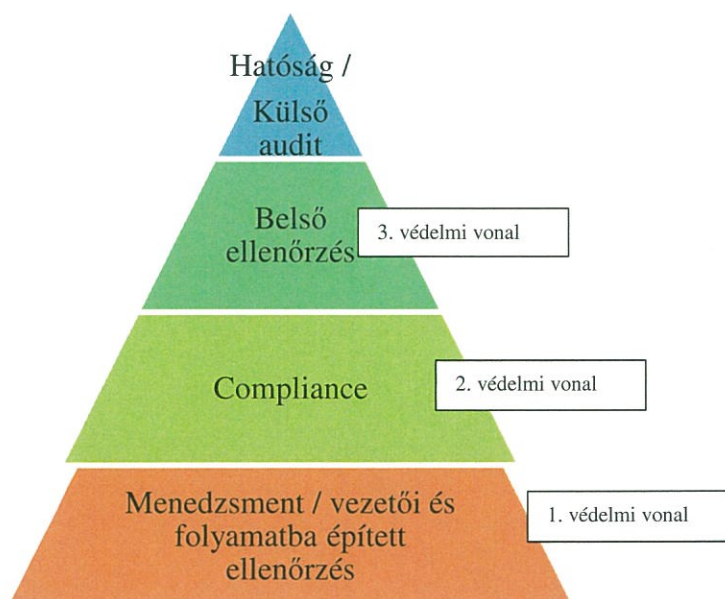 Hatóság /
Külső
audit
Belső
ellenőrzés
3. védelmi vonal
Compliance
2. védelmi vonal
Menedzsment / vezetői és
folyamatba épített
ellenőrzés
1. védelmi vonal